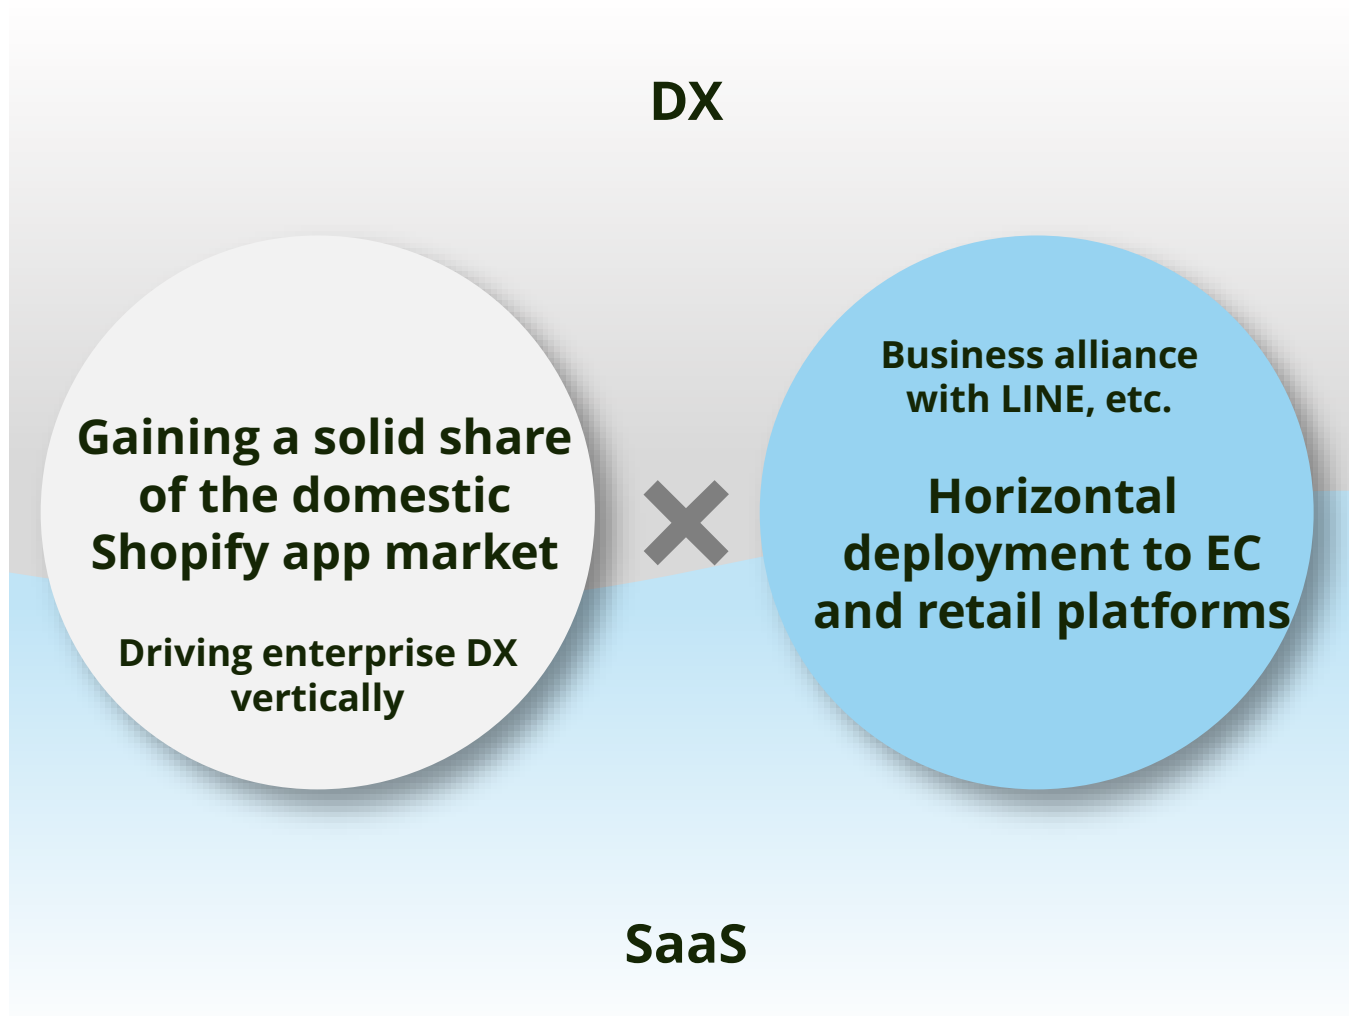 DX
Gaining a solid share
of the domestic
Shopify app market
Driving enterprise DX
vertically
Business alliance
with LINE, etc.
Horizontal
deployment to EC
and retail platforms
SaaS